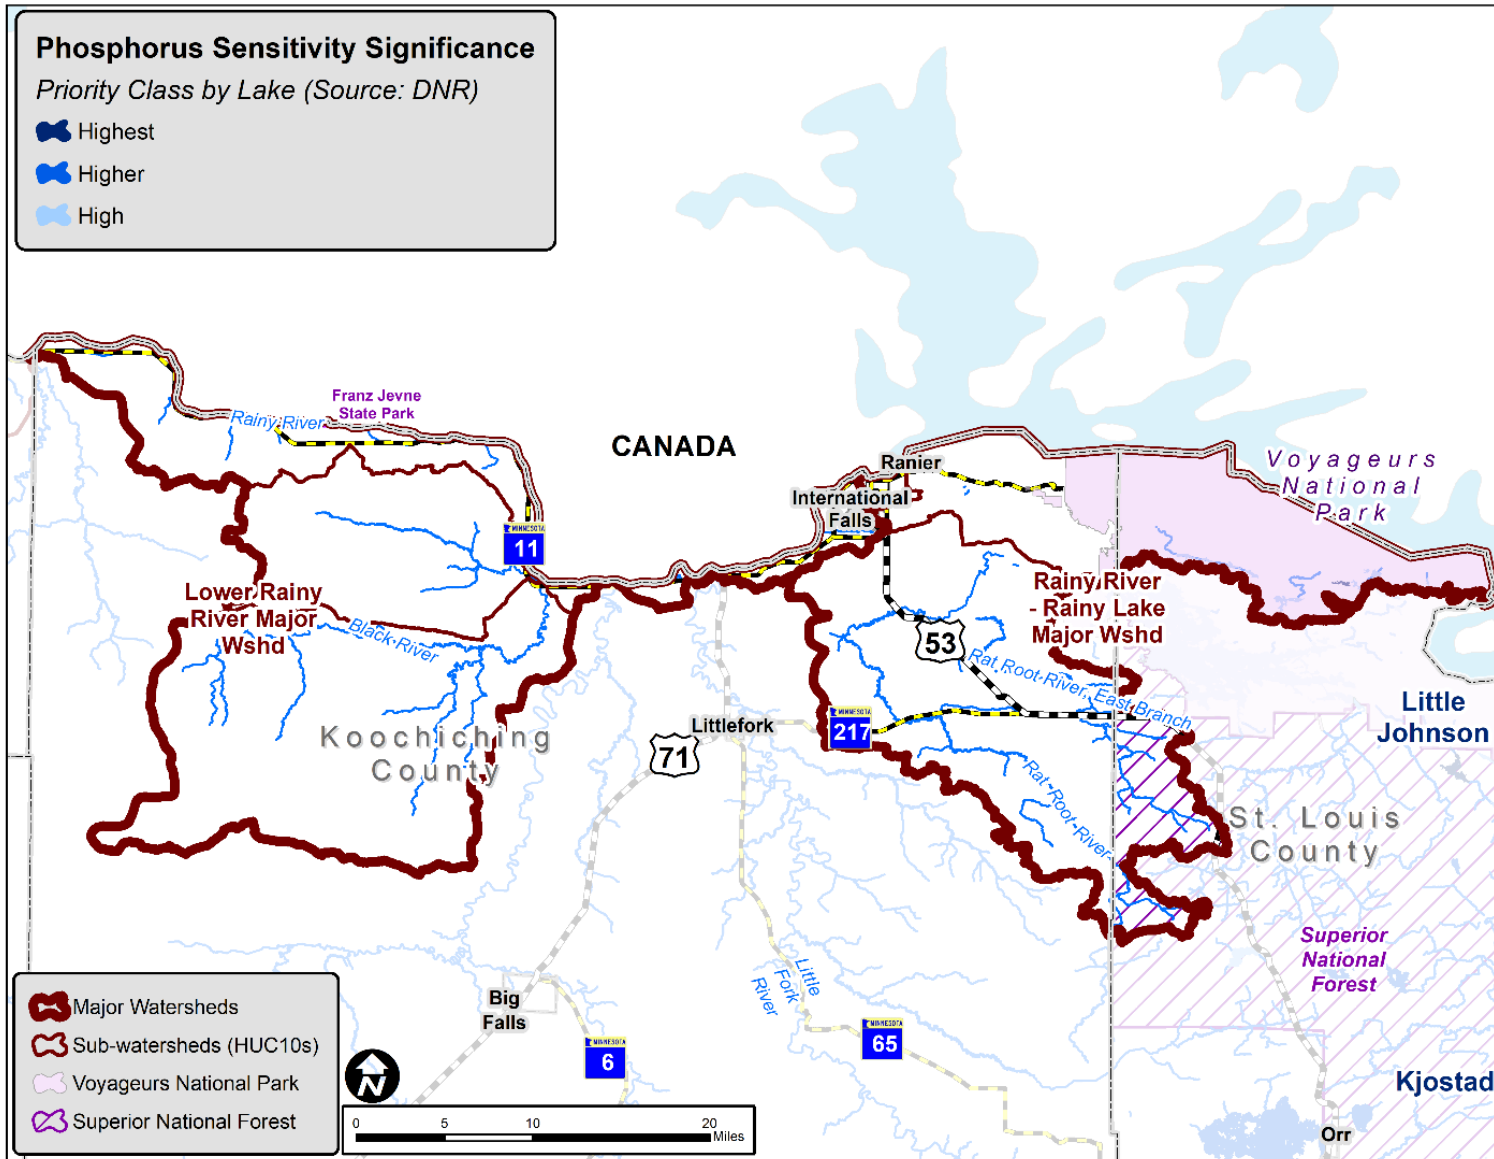 Phosphorus Sensitivity Significance
Priority Class by Lake (Source: DNR)
Highest
Higher
High
Franz Jevne
State Park
Rainy River
CANADA
Ranier
International
Falls
Voyageurs
National
Park
MINNESOTA
11
Lower Rainy
River Major
Wshd
Black River
Rainy River
- Rainy Lake
Major Wshd
53
Rat Root River, East Branch
Little
Johnson
Koochiching
County
Littlefork
71
MINNESOTA
217
Rat Root River
St. Louis
County
Superior
National
Forest
Big
Falls
Little
Fork
River
MINNESOTA
6
MINNESOTA
65
Kjostad
Orr
Major Watersheds
Sub-watersheds (HUC10s)
Voyageurs National Park
Superior National Forest
N
0 5 10 20
Miles